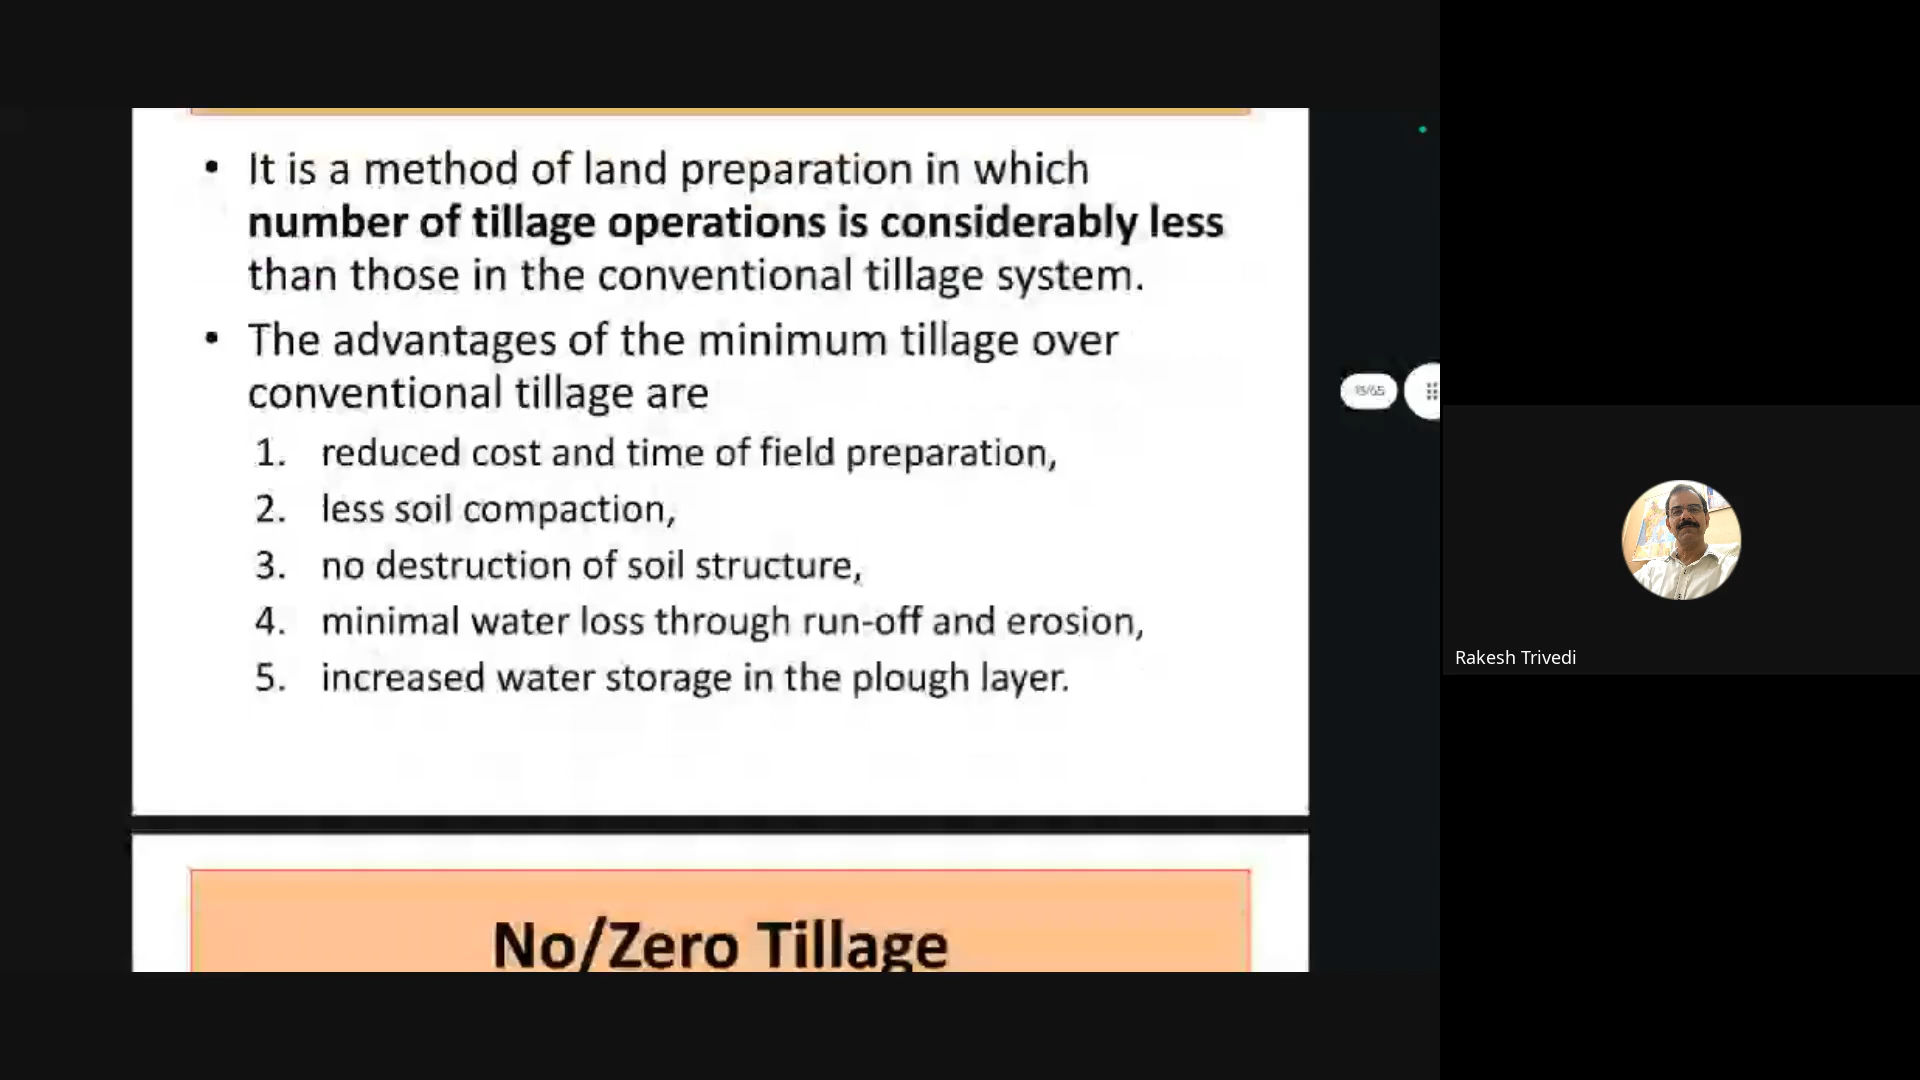 • It is a method of land preparation in which
number of tillage operations is considerably less
than those in the conventional tillage system.
• The advantages of the minimum tillage over
conventional tillage are
1. reduced cost and time of field preparation,
2. less soil compaction,
3. no destruction of soil structure,
4. minimal water loss through run-off and erosion,
5. increased water storage in the plough layer.
No/Zero Tillage
Rakesh Trivedi